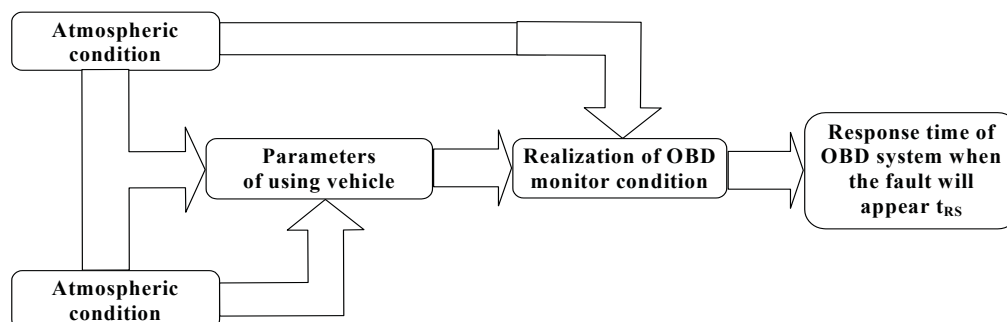 Atmospheric
condition
Parameters
of using vehicle
Realization of OBD
monitor condition
Response time of
OBD system when
the fault will
appear tRS
Atmospheric
condition